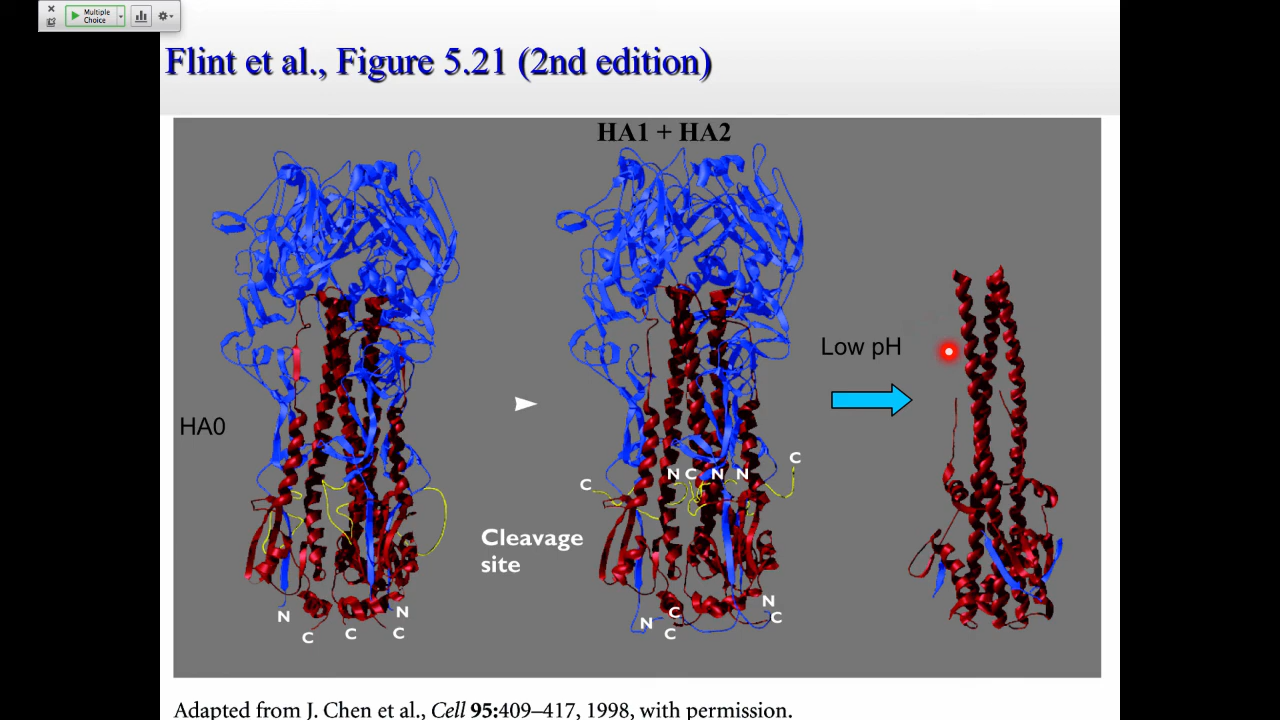 Multiple
Choice
Flint et al., Figure 5.21 (2nd edition)
HA1 + HA2
Low pH
HA0
C
N C N N
C
Cleavage
site
N
C
C
N
C
N
C
C
N
C
Adapted from J. Chen et al., Cell 95:409–417, 1998, with permission.